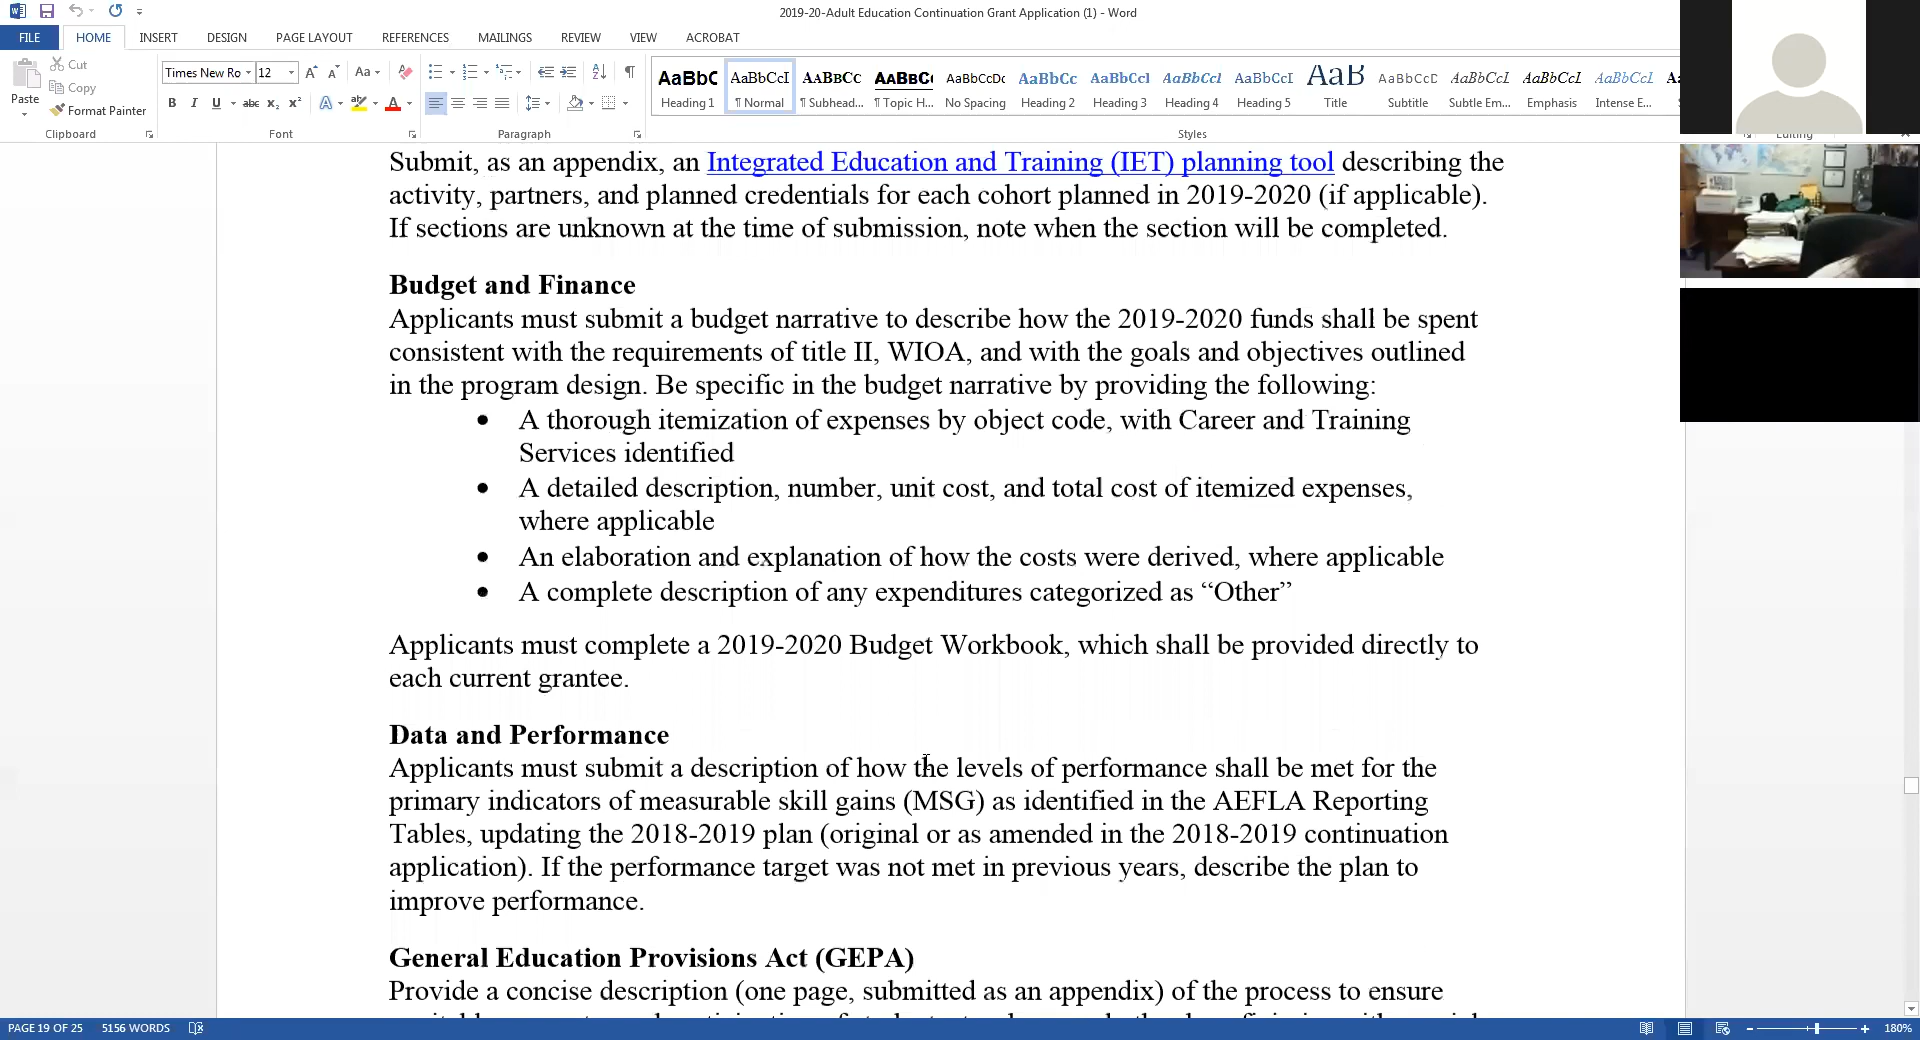 2019-20-Adult Education Continuation Grant Application (1) - Word
FILE HOME INSERT DESIGN PAGE LAYOUT REFERENCES MAILINGS REVIEW VIEW ACROBAT
Paste
Cut
Copy
Format Painter
Clipboard
Times New Ro 12
Font
Paragraph
AaBbC AaBbCcI AABBCC AABBC AaBbCcDc AaBbCc AaBbCcI AaBbCcI AaBbCcI AaB AaBbCcD AaBbCcL AaBbCcL AaBbCcL
Heading 1 ¶ Normal ¶ Subhead... ¶ Topic H... No Spacing Heading 2 Heading 3 Heading 4 Heading 5 Title Subtitle Subtle Em... Emphasis Intense E...
Styles
Editing
Submit, as an appendix, an Integrated Education and Training (IET) planning tool describing the
activity, partners, and planned credentials for each cohort planned in 2019-2020 (if applicable).
If sections are unknown at the time of submission, note when the section will be completed.
Budget and Finance
Applicants must submit a budget narrative to describe how the 2019-2020 funds shall be spent
consistent with the requirements of title II, WIOA, and with the goals and objectives outlined
in the program design. Be specific in the budget narrative by providing the following:
• A thorough itemization of expenses by object code, with Career and Training
Services identified
• A detailed description, number, unit cost, and total cost of itemized expenses,
where applicable
• An elaboration and explanation of how the costs were derived, where applicable
• A complete description of any expenditures categorized as “Other”
Applicants must complete a 2019-2020 Budget Workbook, which shall be provided directly to
each current grantee.
Data and Performance
Applicants must submit a description of how the levels of performance shall be met for the
primary indicators of measurable skill gains (MSG) as identified in the AEFLA Reporting
Tables, updating the 2018-2019 plan (original or as amended in the 2018-2019 continuation
application). If the performance target was not met in previous years, describe the plan to
improve performance.
General Education Provisions Act (GEPA)
Provide a concise description (one page, submitted as an appendix) of the process to ensure
PAGE 19 OF 25 5156 WORDS 180%